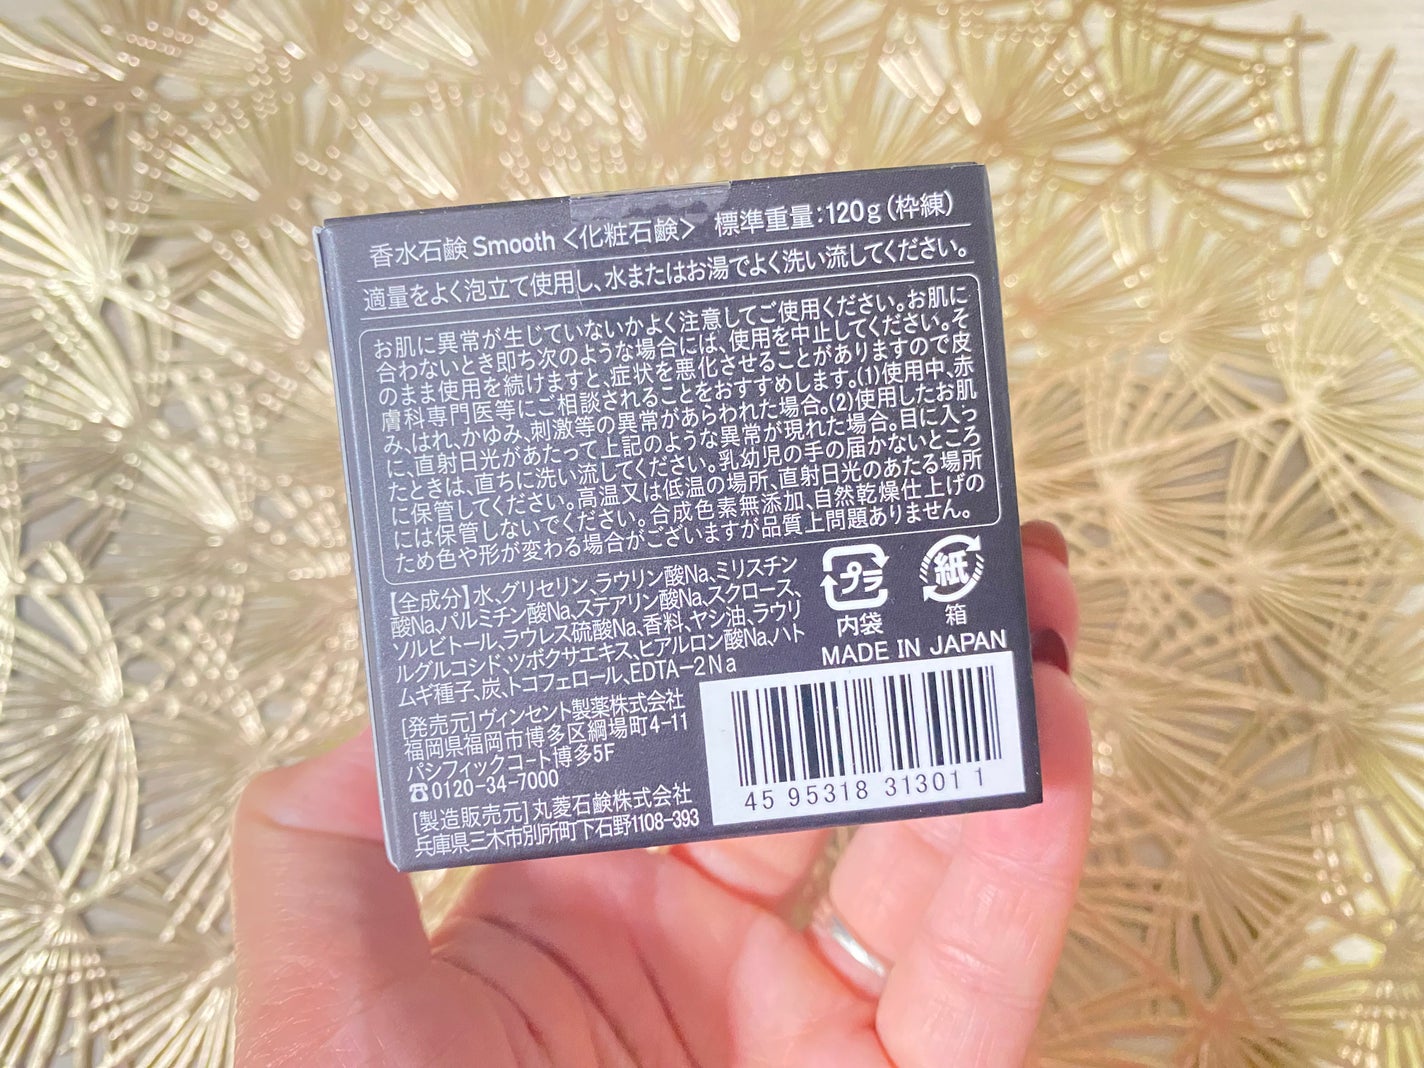 香水石鹸 Smooth <化粧石鹸> 標準重量:120g(枠練)
適量をよく泡立て使用し、水またはお湯でよく洗い流してください。
お肌に異常が生じていないかよく注意してご使用ください。お肌に
合わないとき即ち次のような場合には、使用を中止してください。そ
のまま使用を続けますと、症状を悪化させることがありますので皮
膚科専門医等にご相談されることをおすすめします。(1)使用中、赤
み、はれ、かゆみ、刺激等の異常があらわれた場合。(2)使用したお肌
に、直射日光があたって上記のような異常が現れた場合。目に入っ
たときは、直ちに洗い流してください。乳幼児の手の届かないところ
に保管してください。高温又は低温の場所、直射日光のあたる場所
には保管しないでください。合成色素無添加、自然乾燥仕上げの
ため色や形が変わる場合がございますが品質上問題ありません。
【全成分】水、グリセリン、ラウリン酸Na、ミリスチン
酸Na、パルミチン酸Na、ステアリン酸Na、スクロース、
ソルビトール、ラウレス硫酸Na、香料、ヤシ油、ラウリ
ルグルコシド、ツボクサエキス、ヒアルロン酸Na、ハト
ムギ種子、炭、トコフェロール、EDTA-2Na
プラ
内袋
紙
箱
MADE IN JAPAN
[発売元]ヴィンセント製薬株式会社
福岡県福岡市博多区綱場町4-11
パシフィックコート博多5F
☎0120-34-7000
[製造販売元]丸菱石鹸株式会社
兵庫県三木市別所町下石野1108-393
45 95318 31301 1